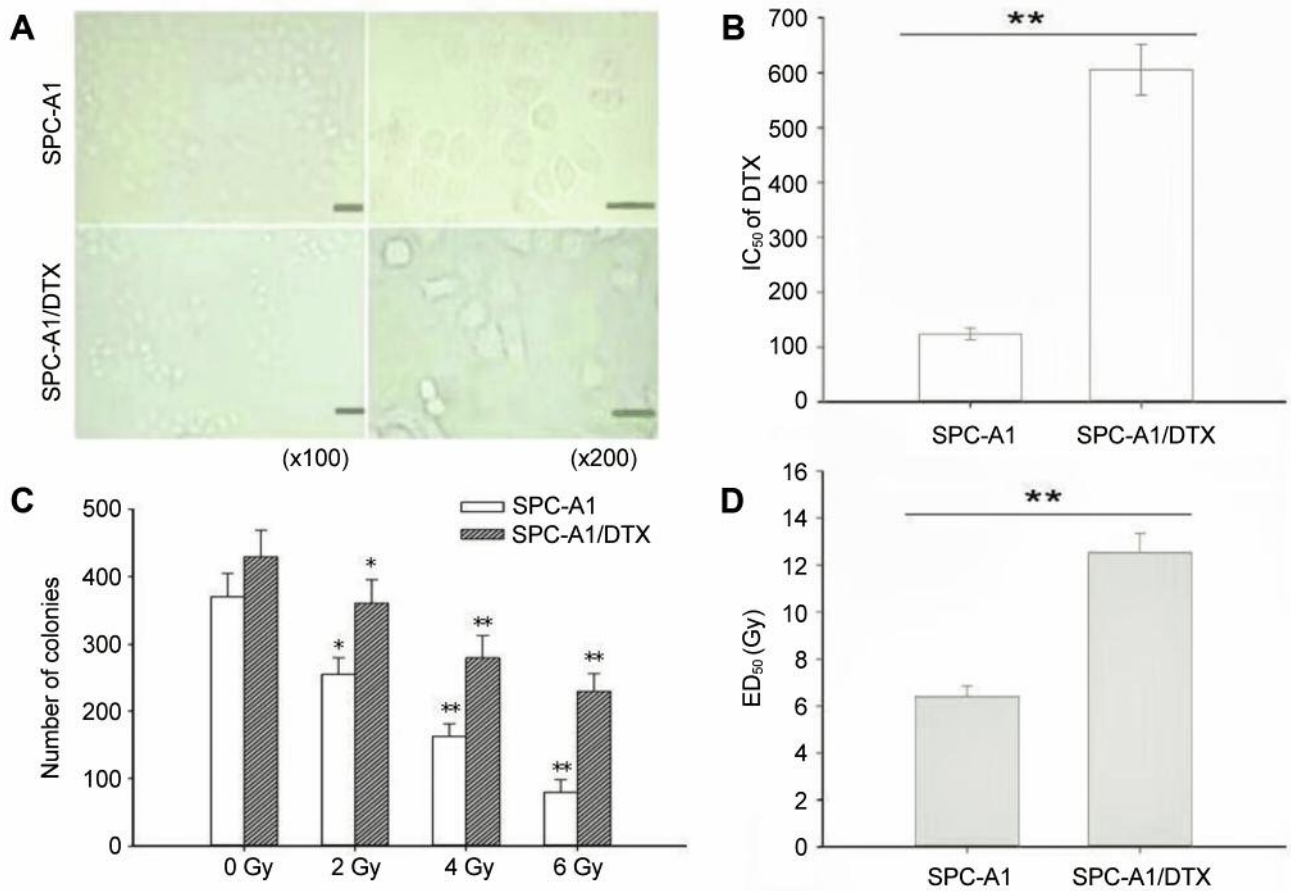 A
SPC-A1
SPC-A1/DTX
(x100)
(x200)
B
**
IC50 of DTX
700
600
500
400
300
200
100
0
SPC-A1
SPC-A1/DTX
C
SPC-A1
SPC-A1/DTX
Number of colonies
500
400
300
200
100
0
*
*
**
**
**
**
0 Gy
2 Gy
4 Gy
6 Gy
D
**
ED50 (Gy)
16
14
12
10
8
6
4
2
0
SPC-A1
SPC-A1/DTX